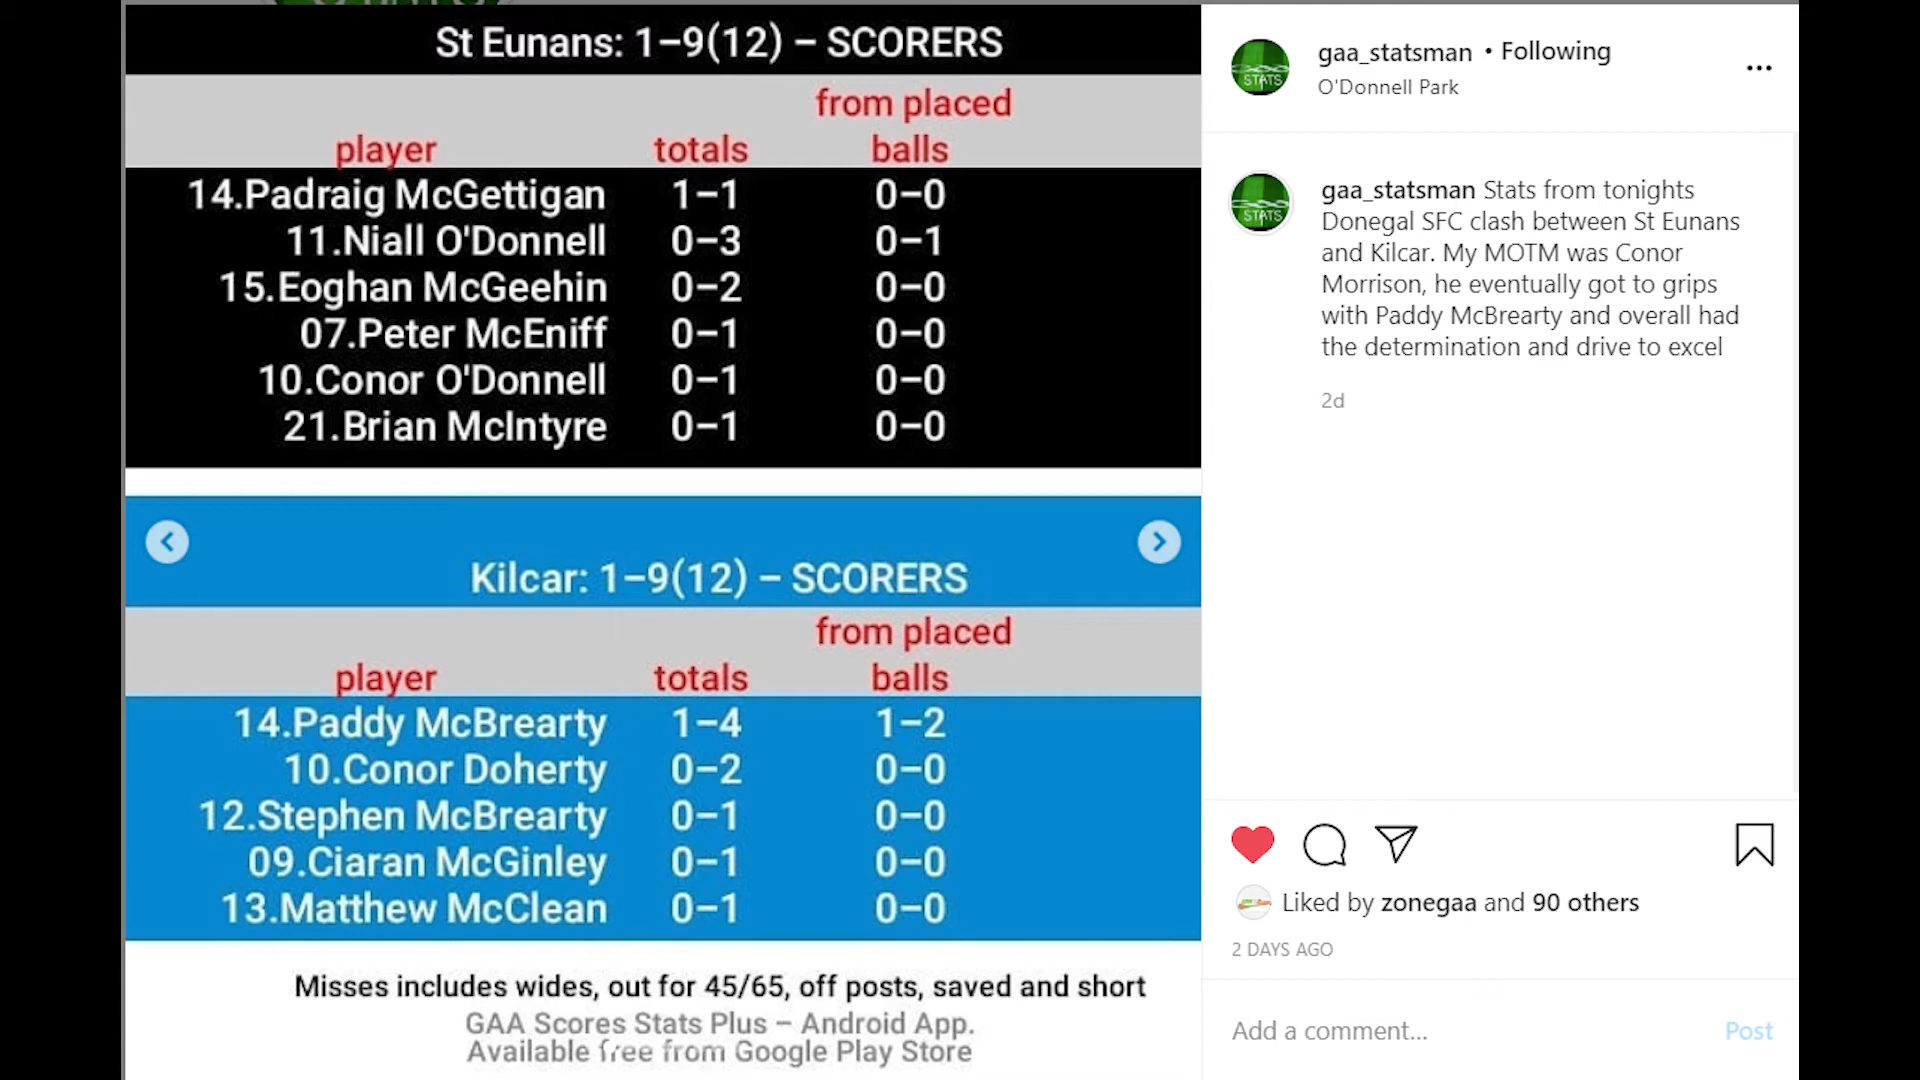 St Eunans: 1–9(12) – SCORERS
player totals from placed balls
14.Padraig McGettigan 1–1 0–0
11.Niall O'Donnell 0–3 0–1
15.Eoghan McGeehin 0–2 0–0
07.Peter McEniff 0–1 0–0
10.Conor O'Donnell 0–1 0–0
21.Brian McIntyre 0–1 0–0
Kilcar: 1–9(12) – SCORERS
player totals from placed balls
14.Paddy McBrearty 1–4 1–2
10.Conor Doherty 0–2 0–0
12.Stephen McBrearty 0–1 0–0
09.Ciaran McGinley 0–1 0–0
13.Matthew McClean 0–1 0–0
Misses includes wides, out for 45/65, off posts, saved and short
GAA Scores Stats Plus – Android App.
Available free from Google Play Store
STATS
gaa_statsman • Following
O'Donnell Park
STATS
gaa_statsman Stats from tonights
Donegal SFC clash between St Eunans
and Kilcar. My MOTM was Conor
Morrison, he eventually got to grips
with Paddy McBrearty and overall had
the determination and drive to excel
2d
Liked by zonegaa and 90 others
2 DAYS AGO
Add a comment...
Post